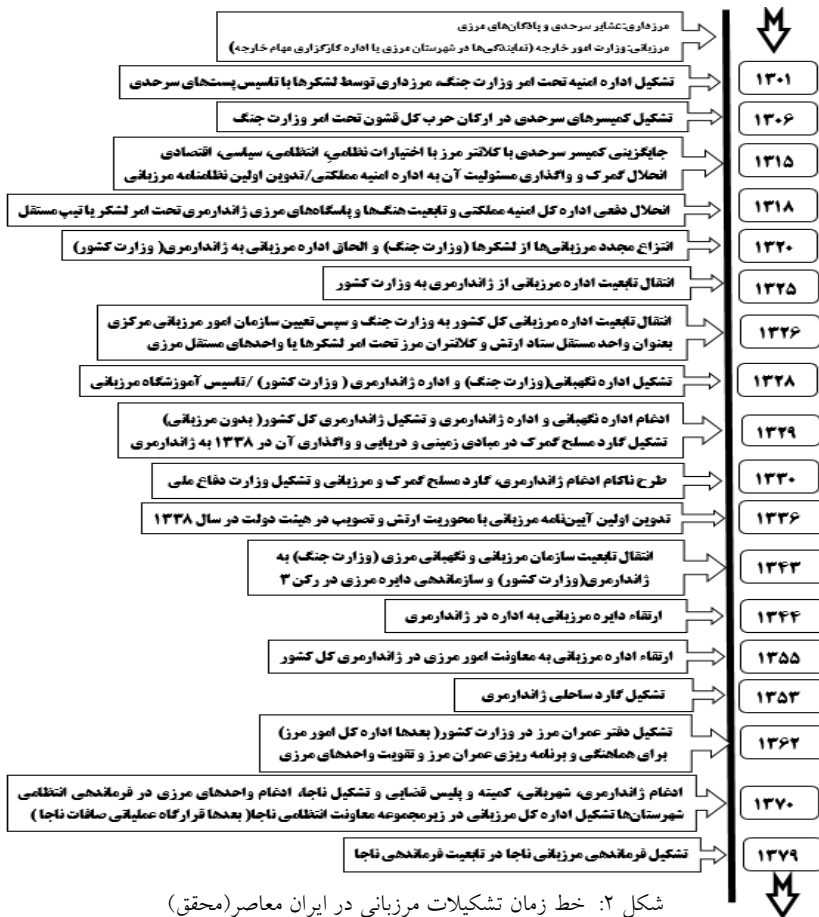 مرزداری:عشایر سرحدی و پادگان‌های مرزی
مرزبانی:وزارت امور خارجه (نمایندگی‌ها در شهرستان مرزی یا اداره کارگزاری مهام خارجه)
۱۳۰۱
تشکیل اداره امنیه تحت امر وزارت جنگ، مرزداری توسط لشکرها با تاسیس پست‌های سرحدی
۱۳۰۶
تشکیل کمیسرهای سرحدی در ارکان حرب کل قشون تحت امر وزارت جنگ
۱۳۱۵
جایگزینی کمیسر سرحدی با کلانتر مرز با اختیارات نظامی، انتظامی، سیاسی، اقتصادی
انحلال گمرک و واگذاری مسئولیت آن به اداره امنیه مملکتی/تدوین اولین نظامنامه مرزبانی
۱۳۱۸
انحلال دفعی اداره کل امنیه مملکتی و تابعیت هنگ‌ها و پاسگاه‌های مرزی ژاندارمری تحت امر لشکر یا تیپ مستقل
۱۳۲۰
انتزاع مجدد مرزبانی‌ها از لشکرها (وزارت جنگ) و الحاق اداره مرزبانی به ژاندارمری( وزارت کشور)
۱۳۲۵
انتقال تابعیت اداره مرزبانی از ژاندارمری به وزارت کشور
۱۳۲۶
انتقال تابعیت اداره مرزبانی کل کشور به وزارت جنگ و سپس تعیین سازمان امور مرزبانی مرکزی
بعنوان واحد مستقل ستاد ارتش و کلانتران مرز تحت امر لشکرها یا واحدهای مستقل مرزی
۱۳۲۸
تشکیل اداره نگهبانی(وزارت جنگ) و اداره ژاندارمری ( وزارت کشور) /تاسیس آموزشگاه مرزبانی
۱۳۲۹
ادغام اداره نگهبانی و اداره ژاندارمری و تشکیل ژاندارمری کل کشور( بدون مرزبانی)
تشکیل گارد مسلح گمرک در مبادی زمینی و دریایی و واگذاری آن در ۱۳۳۸ به ژاندارمری
۱۳۳۰
طرح ناکام ادغام ژاندارمری، گارد مسلح گمرک و مرزبانی و تشکیل وزارت دفاع ملی
۱۳۳۶
تدوین اولین آیین‌نامه مرزبانی با محوریت ارتش و تصویب در هیئت دولت در سال ۱۳۳۸
۱۳۴۳
انتقال تابعیت سازمان مرزبانی و نگهبانی مرزی (وزارت جنگ) به
ژاندارمری(وزارت کشور) و سازماندهی دایره مرزی در رکن ۳
۱۳۴۴
ارتقاء دایره مرزبانی به اداره در ژاندارمری
۱۳۵۵
ارتقاء اداره مرزبانی به معاونت امور مرزی در ژاندارمری کل کشور
۱۳۵۳
تشکیل گارد ساحلی ژاندارمری
۱۳۶۲
تشکیل دفتر عمران مرز در وزارت کشور( بعدها اداره کل امور مرز)
برای هماهنگی و برنامه ریزی عمران مرز و تقویت واحدهای مرزی
۱۳۷۰
ادغام ژاندارمری، شهربانی، کمیته و پلیس قضایی و تشکیل ناجا، ادغام واحدهای مرزی در فرماندهی انتظامی
شهرستان‌ها تشکیل اداره کل مرزبانی در زیرمجموعه معاونت انتظامی ناجا( بعدها قرارگاه عملیاتی صافات ناجا )
۱۳۷۹
تشکیل فرماندهی مرزبانی ناجا در تابعیت فرماندهی ناجا
شکل ۲: خط زمان تشکیلات مرزبانی در ایران معاصر(محقق)